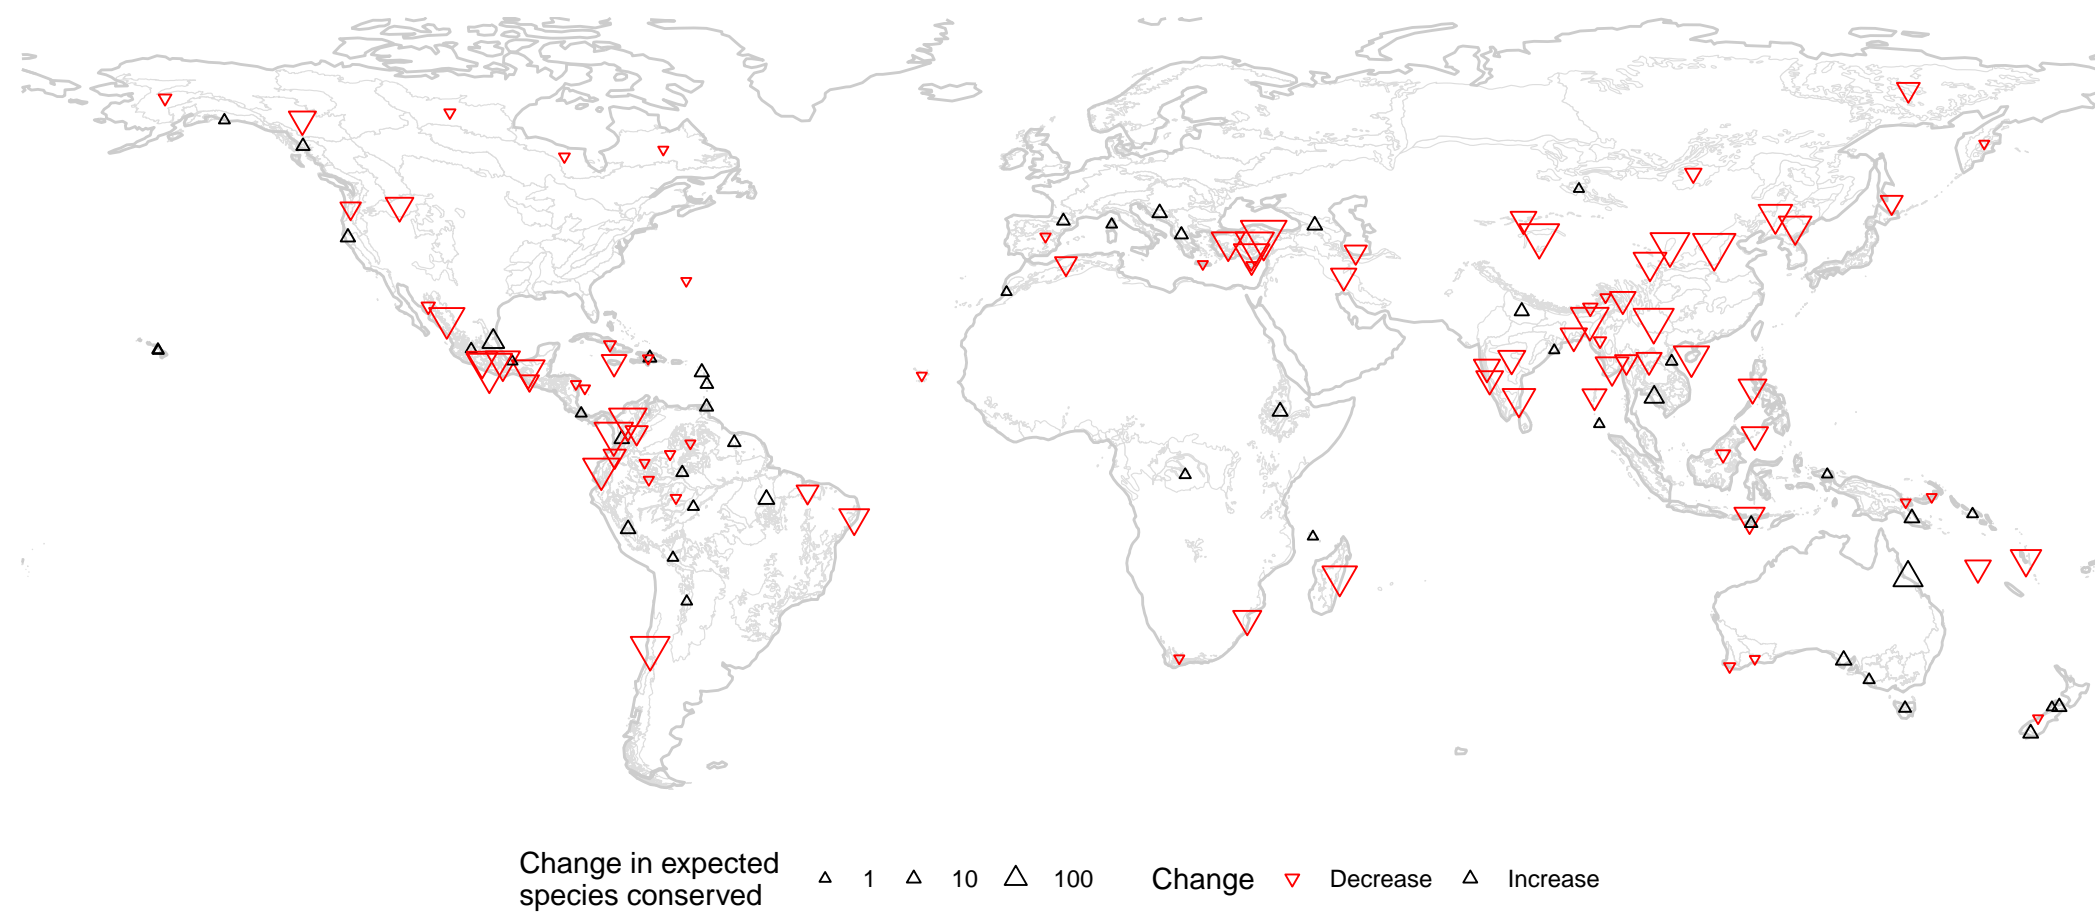 Change in expected
species conserved
1 10 100 Change Decrease Increase